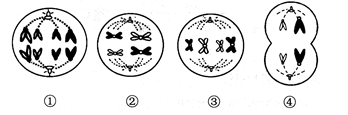 ① ② ③ ④